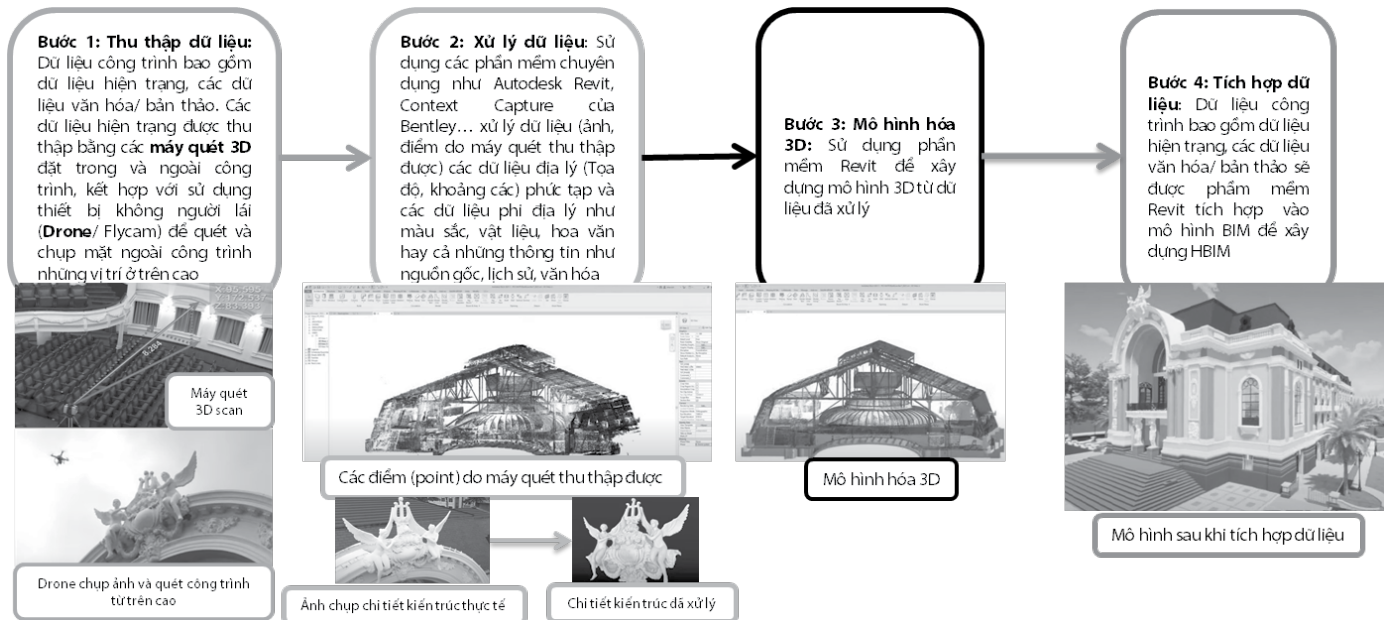 Bước 1: Thu thập dữ liệu:
Dữ liệu công trình bao gồm
dữ liệu hiện trạng, các dữ
liệu văn hóa/ bản thảo. Các
dữ liệu hiện trạng được thu
thập bằng các máy quét 3D
đặt trong và ngoài công
trình, kết hợp với sử dụng
thiết bị không người lái
(Drone/ Flycam) để quét và
chụp mặt ngoài công trình
những vị trí ở trên cao
Bước 2: Xử lý dữ liệu: Sử
dụng các phần mềm chuyên
dụng như Autodesk Revit,
Context Capture của
Bentley... xử lý dữ liệu (ảnh,
điểm do máy quét thu thập
được) các dữ liệu địa lý (Tọa
độ, khoảng các) phức tạp và
các dữ liệu phi địa lý như
màu sắc, vật liệu, hoa văn
hay cả những thông tin như
nguồn gốc, lịch sử, văn hóa
Bước 3: Mô hình hóa
3D: Sử dụng phần
mềm Revit để xây
dựng mô hình 3D từ dữ
liệu đã xử lý
Bước 4: Tích hợp dữ
liệu: Dữ liệu công
trình bao gồm dữ liệu
hiện trạng, các dữ liệu
văn hóa/ bản thảo sẽ
được phầm mềm
Revit tích hợp vào
mô hình BIM để xây
dựng HBIM
Máy quét
3D scan
Drone chụp ảnh và quét công trình
từ trên cao
Các điểm (point) do máy quét thu thập được
Ảnh chụp chi tiết kiến trúc thực tế
Chi tiết kiến trúc đã xử lý
Mô hình hóa 3D
Mô hình sau khi tích hợp dữ liệu